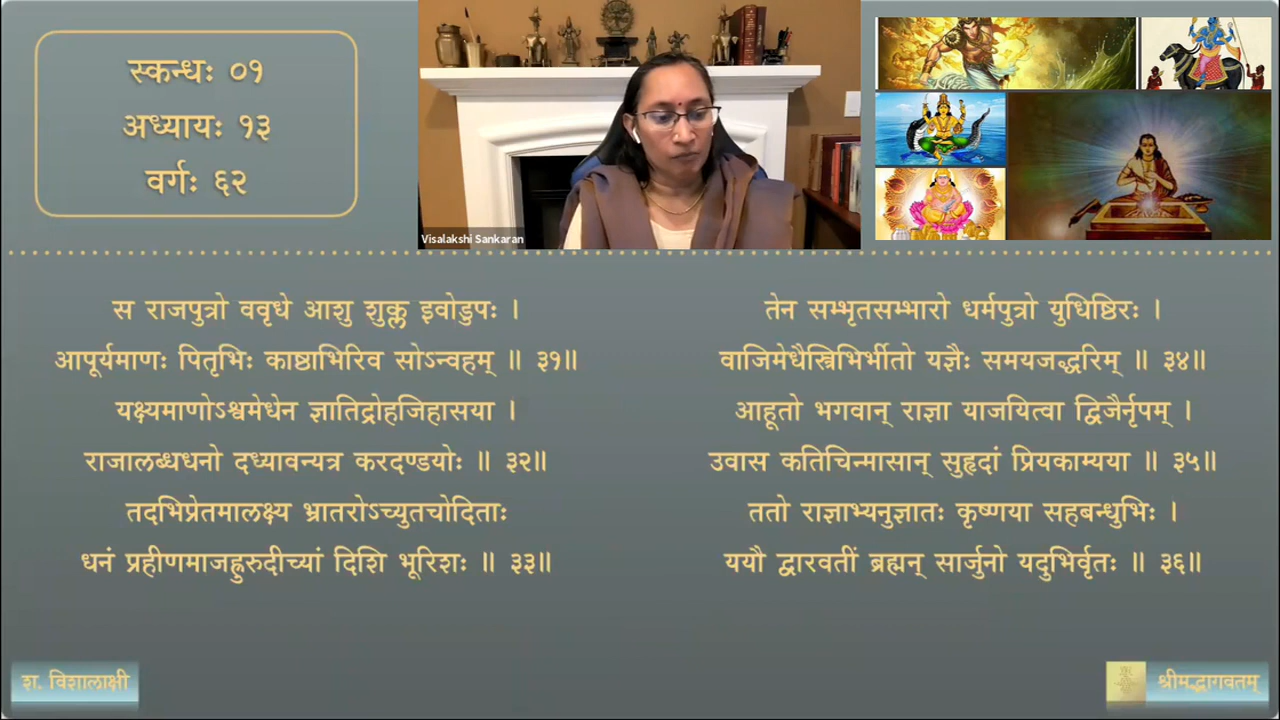 स्कन्धः ०१
अध्यायः १३
वर्गः ६२
Visalakshi Sankaran
स राजपुत्रो ववृधे आशु शुक्ल इवोडुपः ।
आपूर्यमाणः पितृभिः काष्ठाभिरिव सोऽन्वहम् ॥ ३१॥
यक्ष्यमाणोऽश्वमेधेन ज्ञातिद्रोहजिहासया ।
राजालब्धधनो दध्यावन्यत्र करदण्डयोः ॥ ३२॥
तदभिप्रेतमालक्ष्य भ्रातरोऽच्युतचोदिताः
धनं प्रहीणमाजह्रुरुदीच्यां दिशि भूरिशः ॥ ३३॥
तेन सम्भृतसम्भारो धर्मपुत्रो युधिष्ठिरः ।
वाजिमेधैस्त्रिभिर्भीतो यज्ञैः समयजद्धरिम् ॥ ३४॥
आहूतो भगवान् राज्ञा याजयित्वा द्विजैर्नृपम् ।
उवास कतिचिन्मासान् सुहृदां प्रियकाम्यया ॥ ३५॥
ततो राज्ञाभ्यनुज्ञातः कृष्णया सहबन्धुभिः ।
ययौ द्वारवतीं ब्रह्मन् सार्जुनो यदुभिर्वृतः ॥ ३६॥
श. विशालाक्षी
श्रीमद्भागवतम्